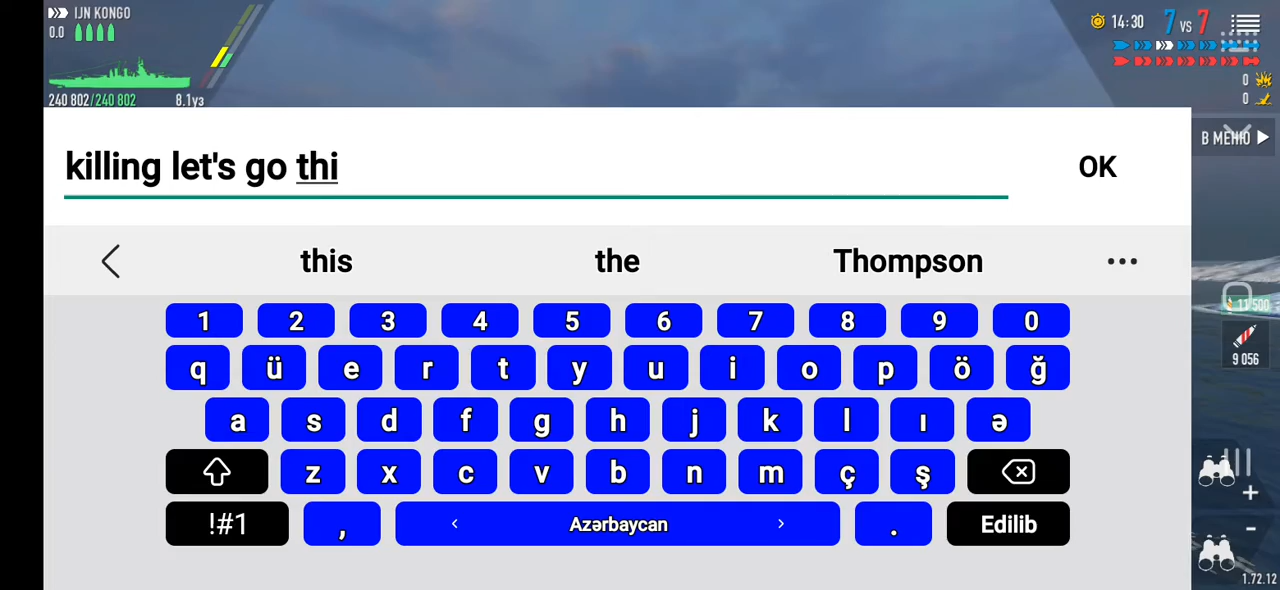 IJN KONGO
0.0
240 802/240 802 8.1уз
14:30 7 vs 7
0
0
В МЕНЮ
killing let's go thi
OK
this the Thompson
1 2 3 4 5 6 7 8 9 0
q ü e r t y u i o p ö ğ
a s d f g h j k l ı ə
z x c v b n m ç ş
!#1 , Azərbaycan . Edilib
11 500
9 056
1.72.12